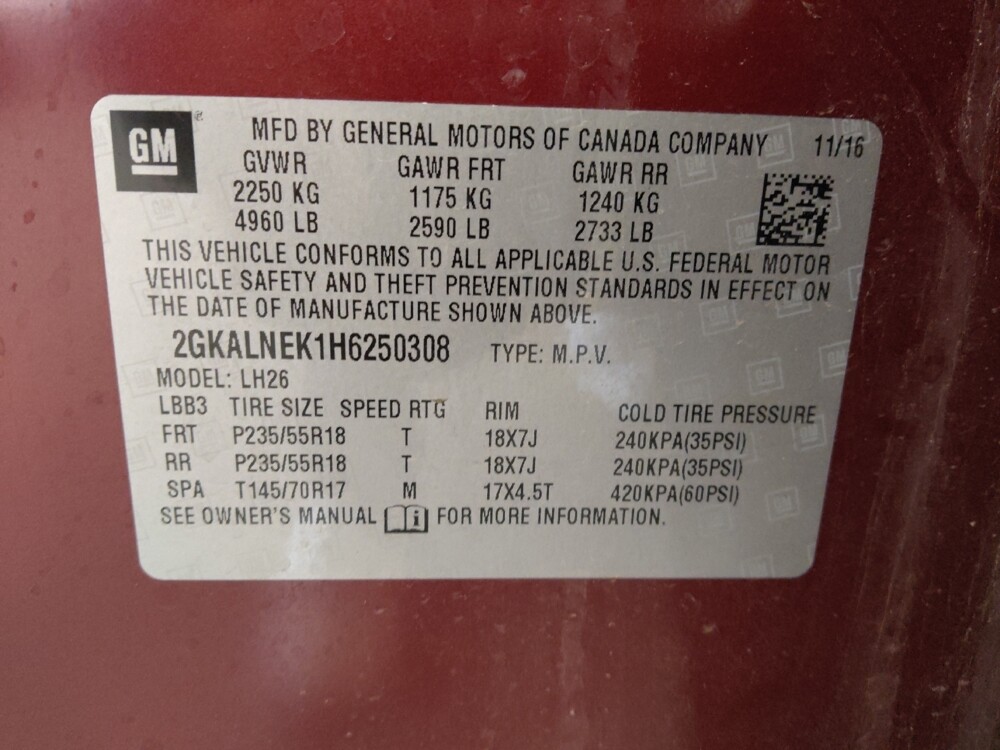 GM
MFD BY GENERAL MOTORS OF CANADA COMPANY 11/16
GVWR GAWR FRT GAWR RR
2250 KG 1175 KG 1240 KG
4960 LB 2590 LB 2733 LB
THIS VEHICLE CONFORMS TO ALL APPLICABLE U.S. FEDERAL MOTOR
VEHICLE SAFETY AND THEFT PREVENTION STANDARDS IN EFFECT ON
THE DATE OF MANUFACTURE SHOWN ABOVE.
2GKALNEK1H6250308 TYPE: M.P.V.
MODEL: LH26
LBB3 TIRE SIZE SPEED RTG RIM COLD TIRE PRESSURE
FRT P235/55R18 T 18X7J 240KPA(35PSI)
RR P235/55R18 T 18X7J 240KPA(35PSI)
SPA T145/70R17 M 17X4.5T 420KPA(60PSI)
SEE OWNER'S MANUAL i FOR MORE INFORMATION.